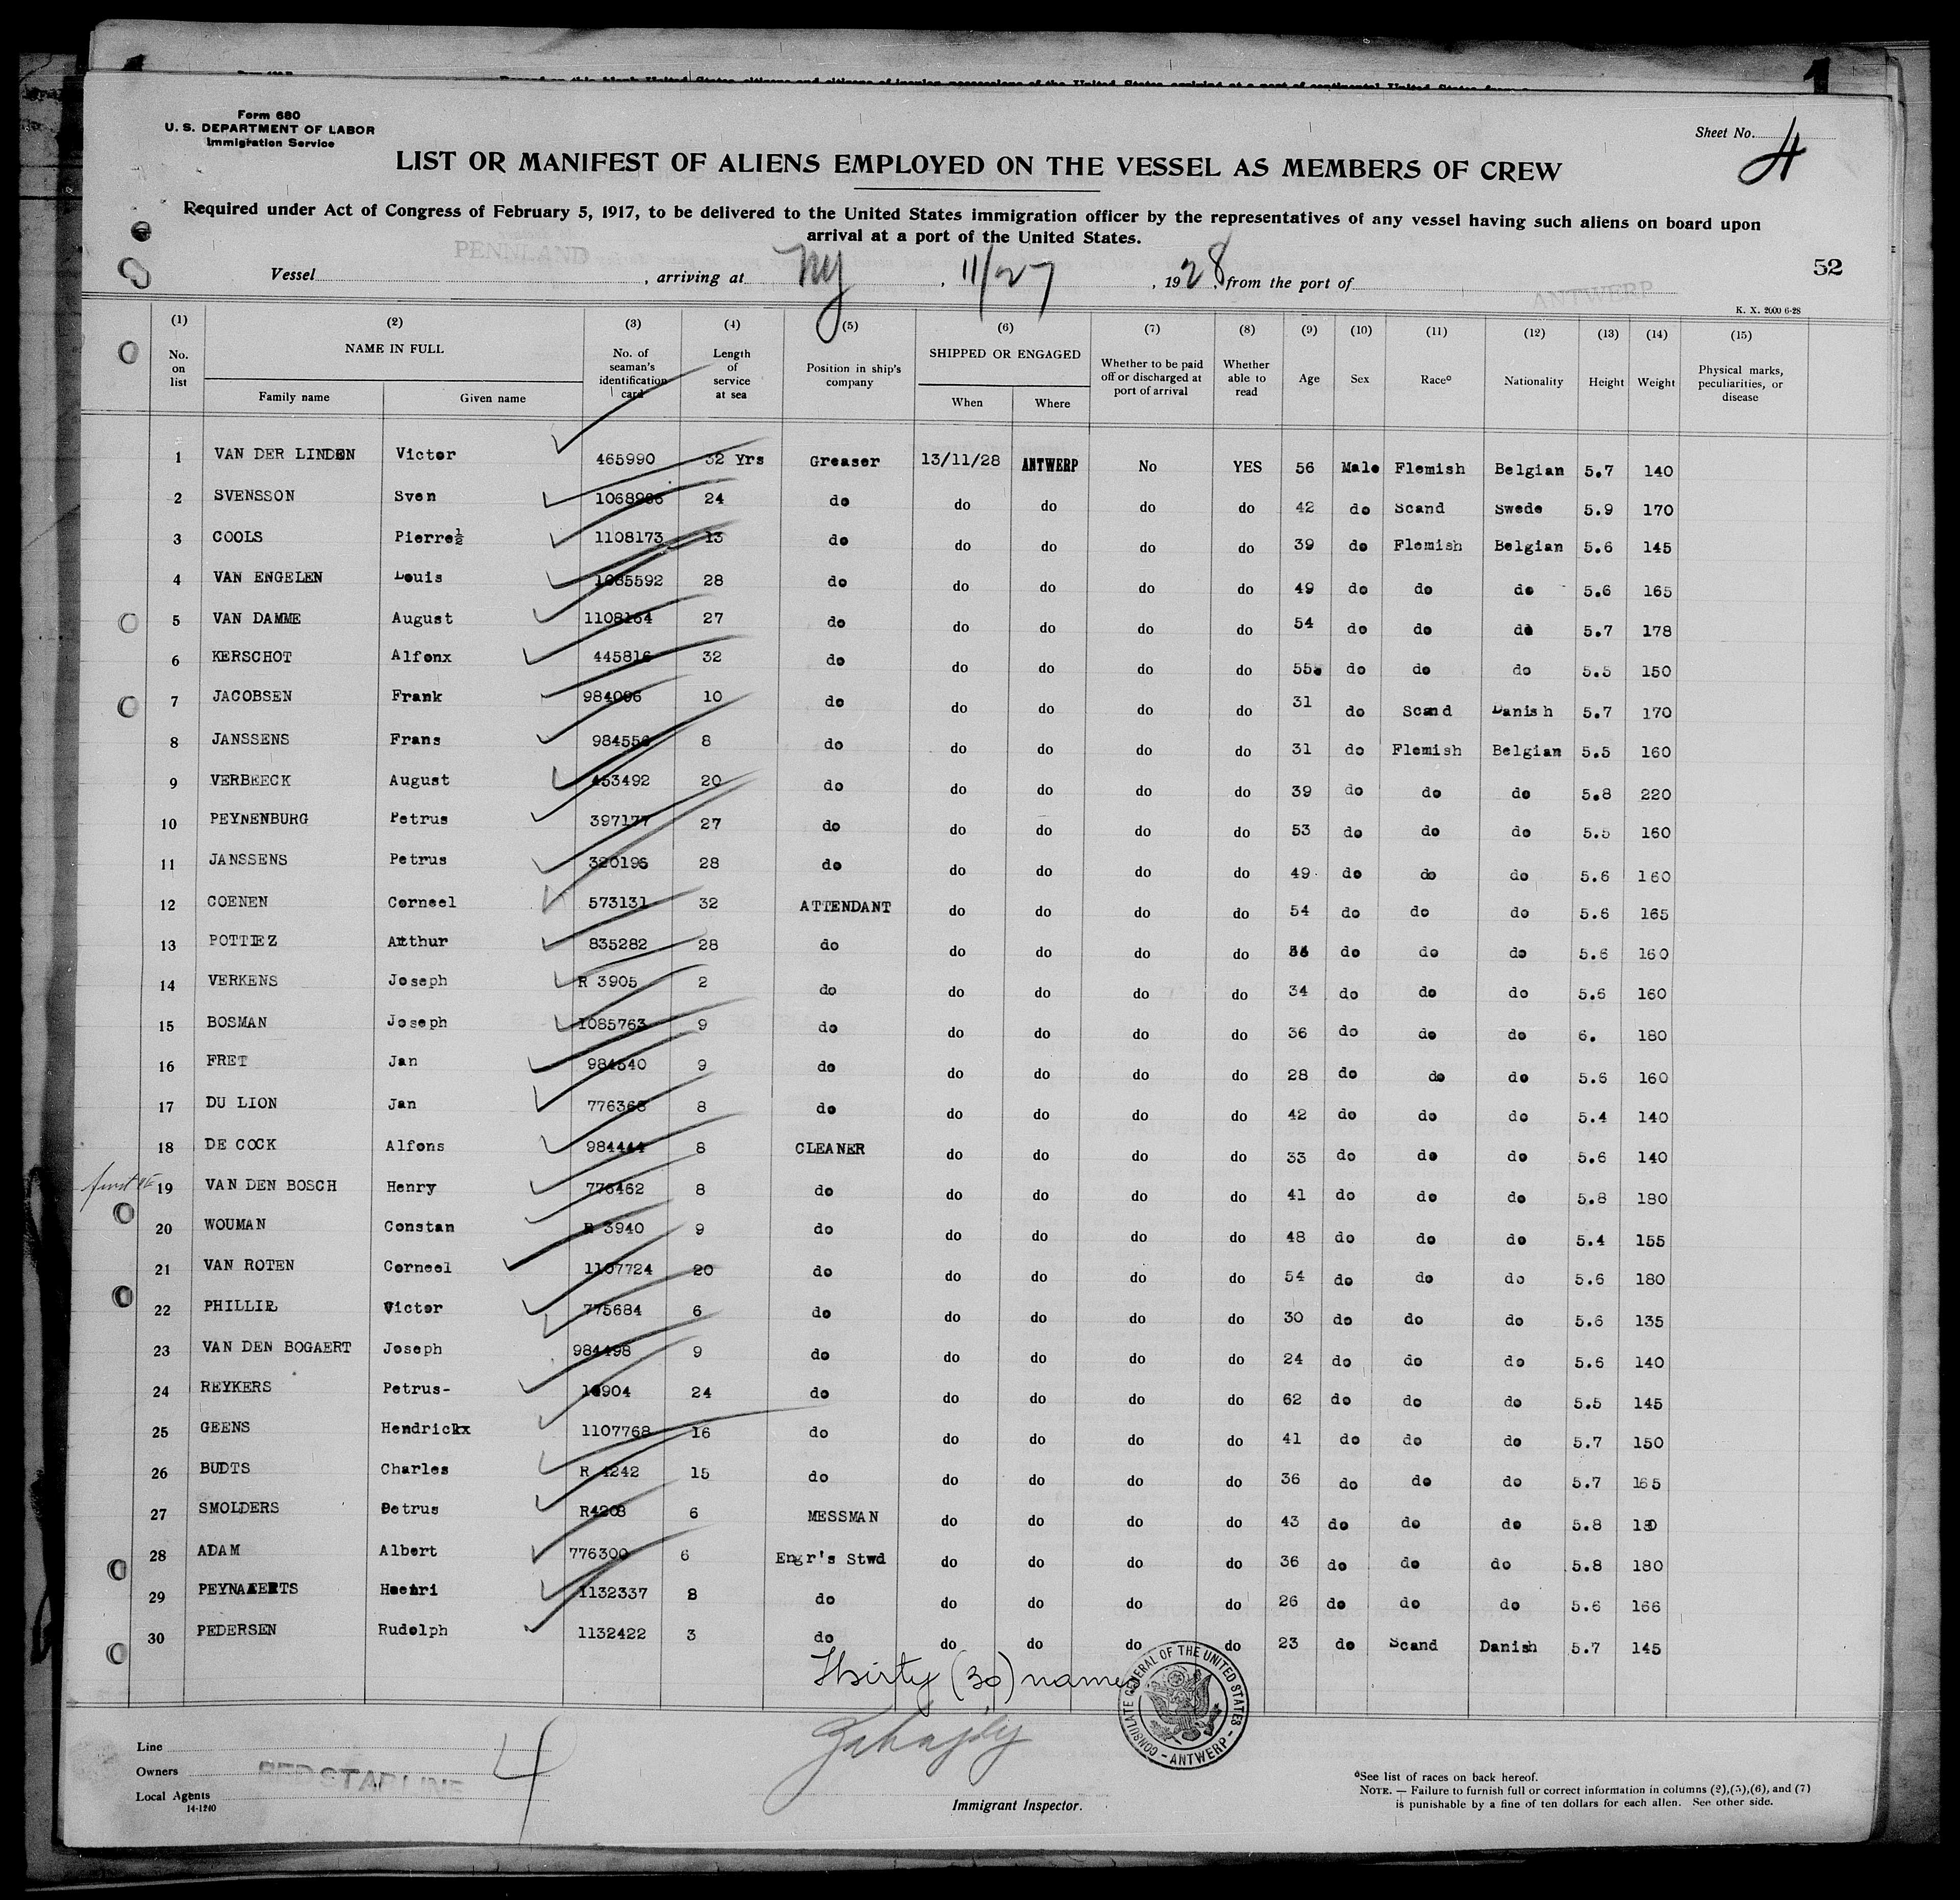 Form 680
U. S. DEPARTMENT OF LABOR
Immigration Service
Sheet No. 4
LIST OR MANIFEST OF ALIENS EMPLOYED ON THE VESSEL AS MEMBERS OF CREW
Required under Act of Congress of February 5, 1917, to be delivered to the United States immigration officer by the representatives of any vessel having such aliens on board upon
arrival at a port of the United States.
Vessel PENNLAND, arriving at NY, 11/27, 1928, from the port of ANTWERP
52
K. X. 2000 6-28
(1) (2) (3) (4) (5) (6) (7) (8) (9) (10) (11) (12) (13) (14) (15)
No. on list NAME IN FULL Family name Given name No. of seaman's identification card Length of service at sea Position in ship's company SHIPPED OR ENGAGED When Where Whether to be paid off or discharged at port of arrival Whether able to read Age Sex Race* Nationality Height Weight Physical marks, peculiarities, or disease
1 VAN DER LINDEN Victor 465990 32 Yrs Greaser 13/11/28 ANTWERP No YES 56 Male Flemish Belgian 5.7 140
2 SVENSSON Sven 24 do do do do do 42 do Scand Swede 5.9 170
3 COOLS Pierre½ 1108173 13 do do do do do 39 do Flemish Belgian 5.6 145
4 VAN ENGELEN Louis 1085592 28 do do do do do 49 do do do 5.6 165
5 VAN DAMME August 1108164 27 do do do do do 54 do do do 5.7 178
6 KERSCHOT Alfonx 445816 32 do do do do do 55 do do do 5.5 150
7 JACOBSEN Frank 984096 10 do do do do do 31 do Scand Danish 5.7 170
8 JANSSENS Frans 984556 8 do do do do do 31 do Flemish Belgian 5.5 160
9 VERBEECK August 453492 20 do do do do do 39 do do do 5.8 220
10 PEYNENBURG Petrus 397177 27 do do do do do 53 do do do 5.5 160
11 JANSSENS Petrus 320196 28 do do do do do 49 do do do 5.6 160
12 COENEN Corneel 573131 32 ATTENDANT do do do do 54 do do do 5.6 165
13 POTTIEZ Arthur 835282 28 do do do do do do do do 5.6 160
14 VERKENS Joseph R 3905 2 do do do do do 34 do do do 5.6 160
15 BOSMAN Joseph 1085763 9 do do do do do 36 do do do 6. 180
16 FRET Jan 984540 9 do do do do do 28 do do do 5.6 160
17 DU LION Jan 776368 8 do do do do do 42 do do do 5.4 140
18 DE COCK Alfons 984444 8 CLEANER do do do do 33 do do do 5.6 140
19 VAN DEN BOSCH Henry 776462 8 do do do do do 41 do do do 5.8 180
20 WOUMAN Constan R 3940 9 do do do do do 48 do do do 5.4 155
21 VAN ROTEN Corneel 1107724 20 do do do do do 54 do do do 5.6 180
22 PHILLIP Victor 775684 6 do do do do do 30 do do do 5.6 135
23 VAN DEN BOGAERT Joseph 984498 9 do do do do do 24 do do do 5.6 140
24 REYKERS Petrus- 24 do do do do do 62 do do do 5.5 145
25 GEENS Hendrickx 1107768 16 do do do do do 41 do do do 5.7 150
26 BUDTS Charles R 4242 15 do do do do do 36 do do do 5.7 165
27 SMOLDERS Petrus R4208 6 MESSMAN do do do do 43 do do do 5.8
28 ADAM Albert 776300 6 Engr's Stwd do do do do 36 do do do 5.8 180
29 Henri 1132337 8 do do do do do 26 do do do 5.6 166
30 PEDERSEN Rudolph 1132422 3 do do do do do 23 do Scand Danish 5.7 145
Thirty (30) names
CONSULATE GENERAL OF THE UNITED STATES - ANTWERP -
Line
Owners RED STAR LINE
Local Agents
14-1240
4
Immigrant Inspector.
*See list of races on back hereof.
NOTE. — Failure to furnish full or correct information in columns (2),(5),(6), and (7)
is punishable by a fine of ten dollars for each alien. See other side.